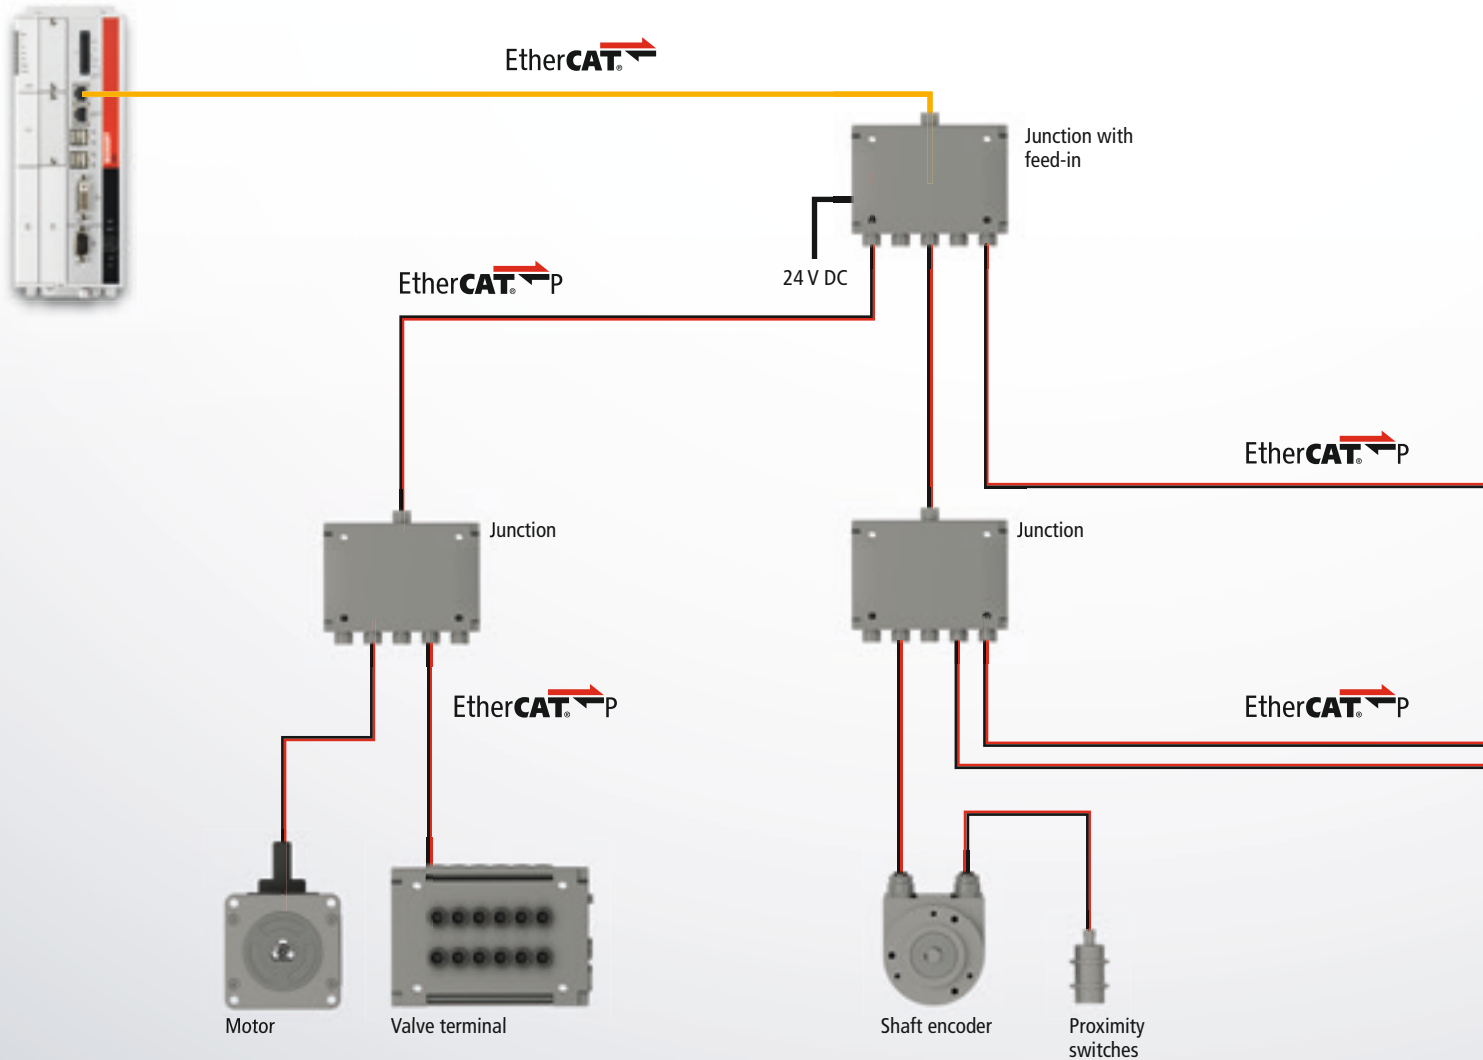 EtherCAT®
Junction with
feed-in
24 V DC
EtherCAT® P
EtherCAT® P
Junction
Junction
EtherCAT® P
EtherCAT® P
Motor
Valve terminal
Shaft encoder
Proximity
switches